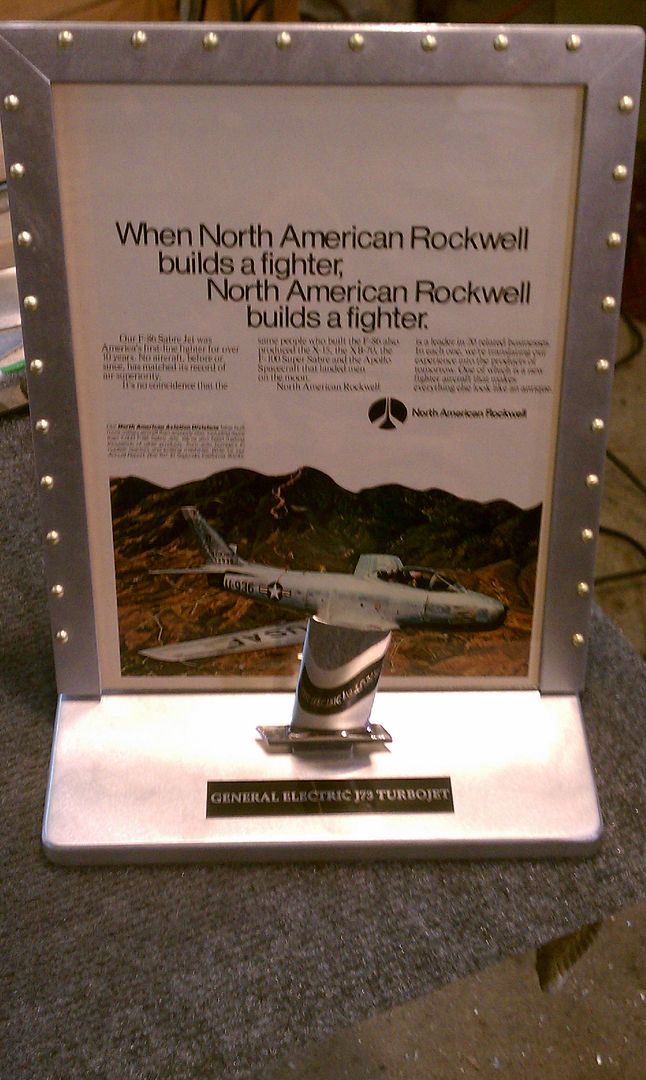 When North American Rockwell
builds a fighter,
North American Rockwell
builds a fighter.
Our F-86 Sabre Jet was
America's first-line fighter for over
10 years. No aircraft, before or
since, has matched its record of
air superiority.
It's no coincidence that the
same people who built the F-86 also
produced the X-15, the XB-70, the
F-100 Super Sabre and the Apollo
Spacecraft that landed men
on the moon.
North American Rockwell
is a leader in 30 related businesses.
In each one, we're translating our
experience into the products of
tomorrow. One of which is a new
fighter aircraft that makes
everything else look like an antique.
North American Rockwell
North American Aviation Divisions
936
USAF
GENERAL ELECTRIC J73 TURBOJET